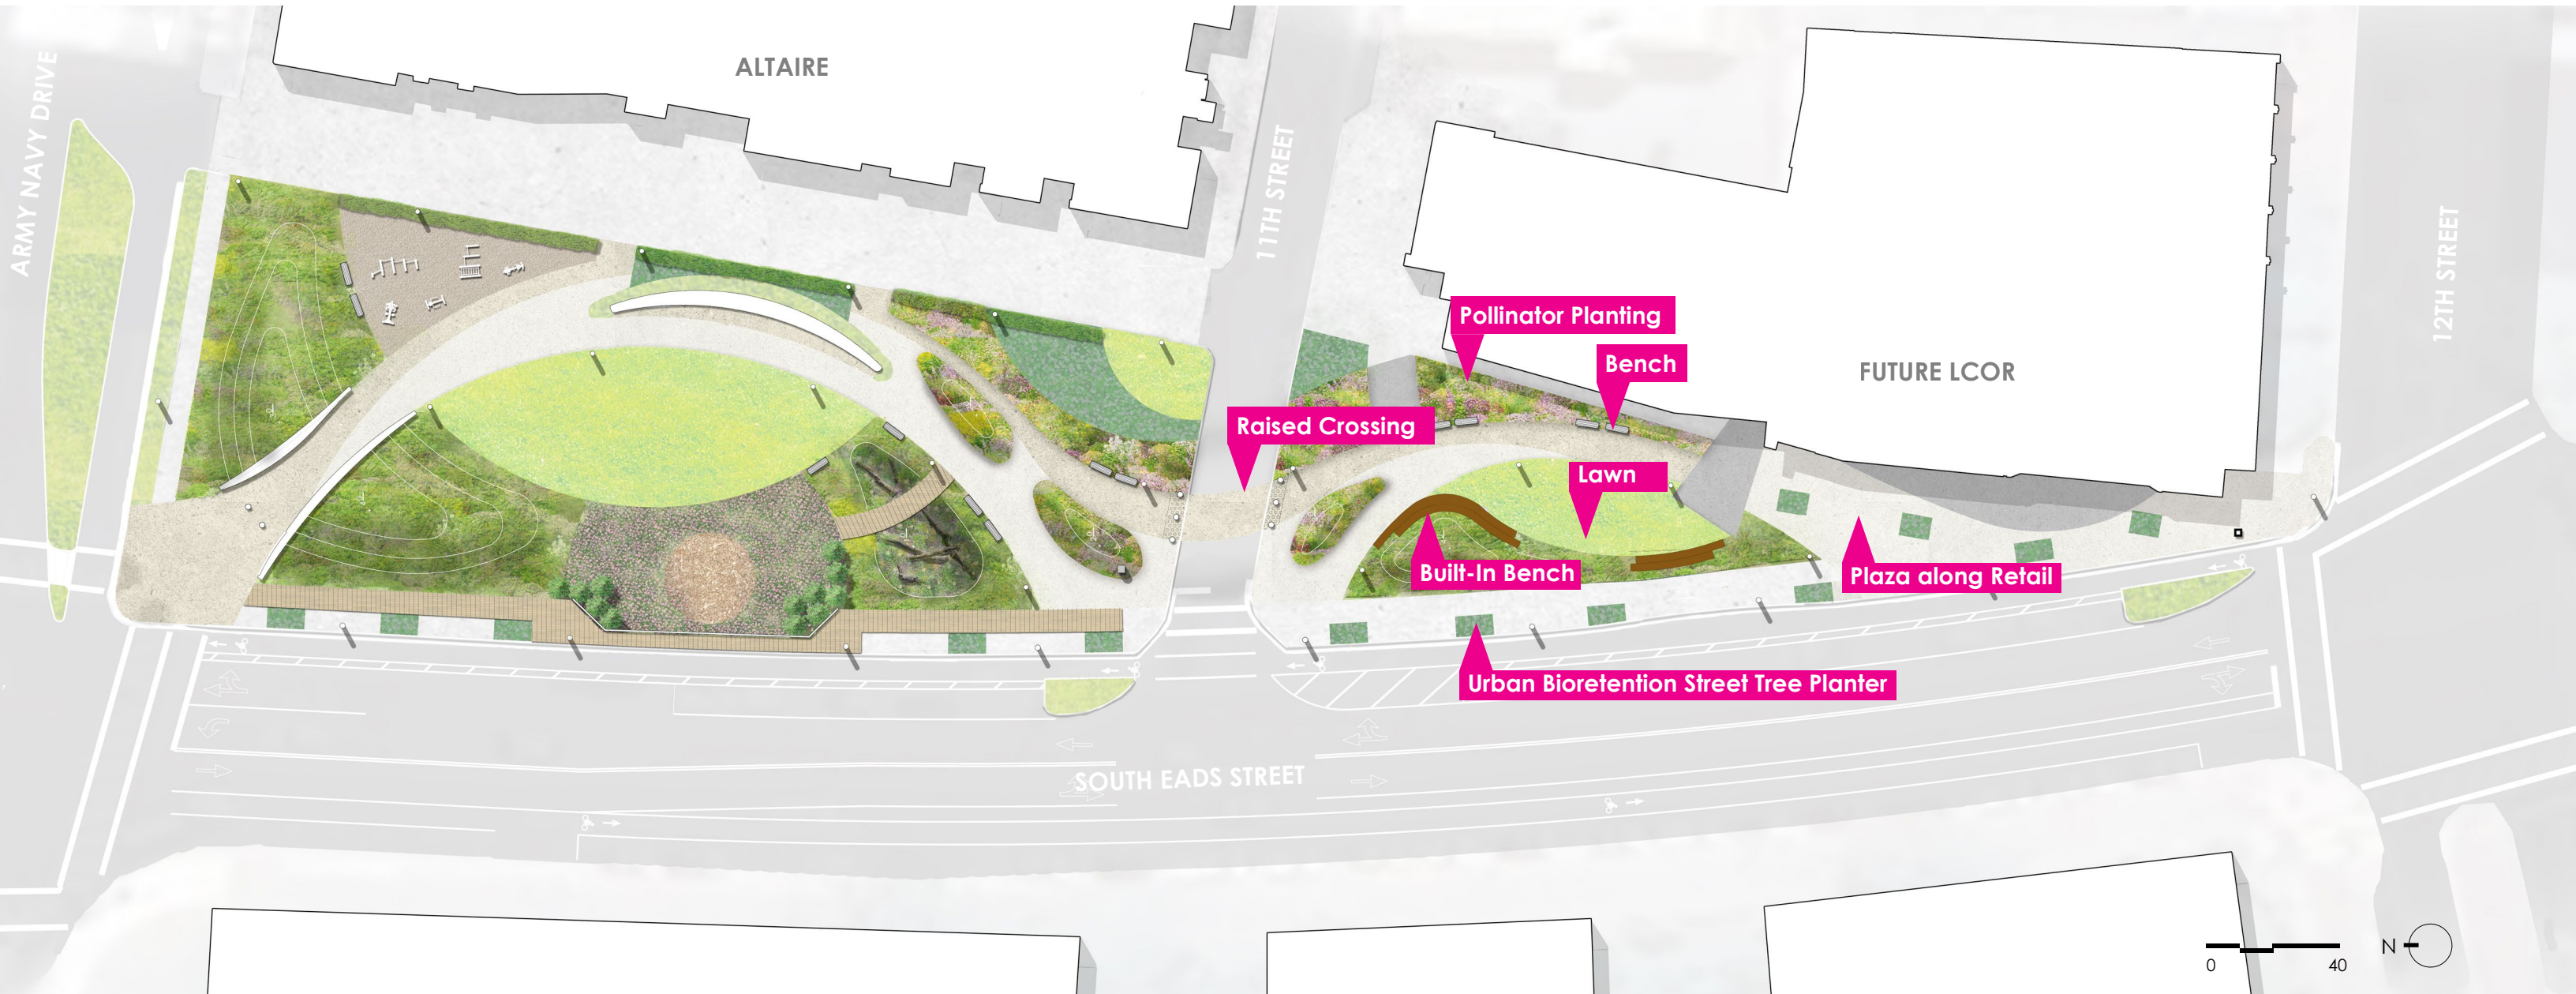 ALTAIRE
ARMY NAVY DRIVE
11TH STREET
12TH STREET
Pollinator Planting
Bench
FUTURE LCOR
Raised Crossing
Lawn
Built-In Bench
Plaza along Retail
Urban Bioretention Street Tree Planter
SOUTH EADS STREET
N
0 40